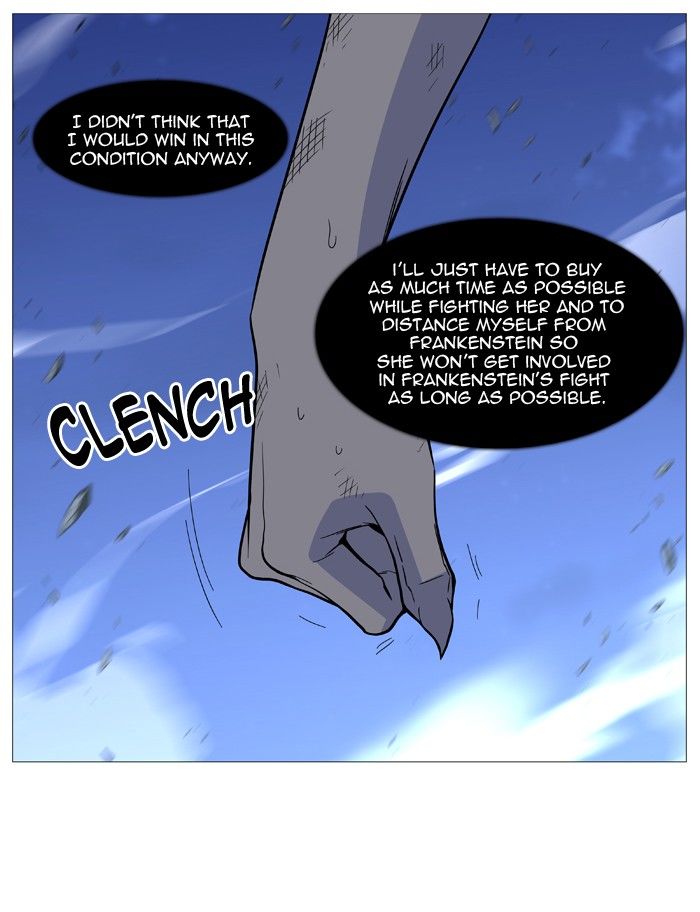 I DIDN'T THINK THAT
I WOULD WIN IN THIS
CONDITION ANYWAY.
I'LL JUST HAVE TO BUY
AS MUCH TIME AS POSSIBLE
WHILE FIGHTING HER AND TO
DISTANCE MYSELF FROM
FRANKENSTEIN SO
SHE WON'T GET INVOLVED
IN FRANKENSTEIN'S FIGHT
AS LONG AS POSSIBLE.
CLENCH